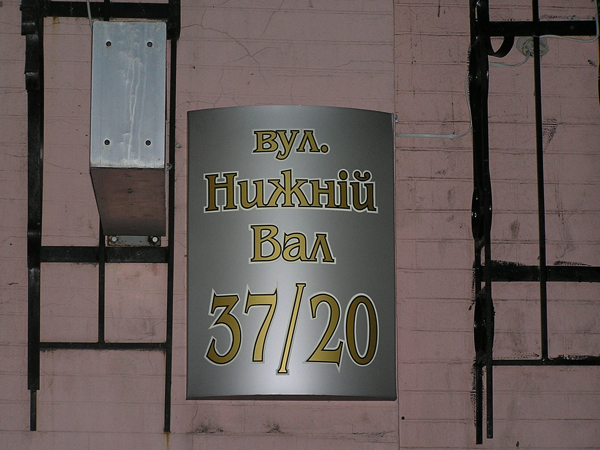 вул.
Нижній
Вал
37/20